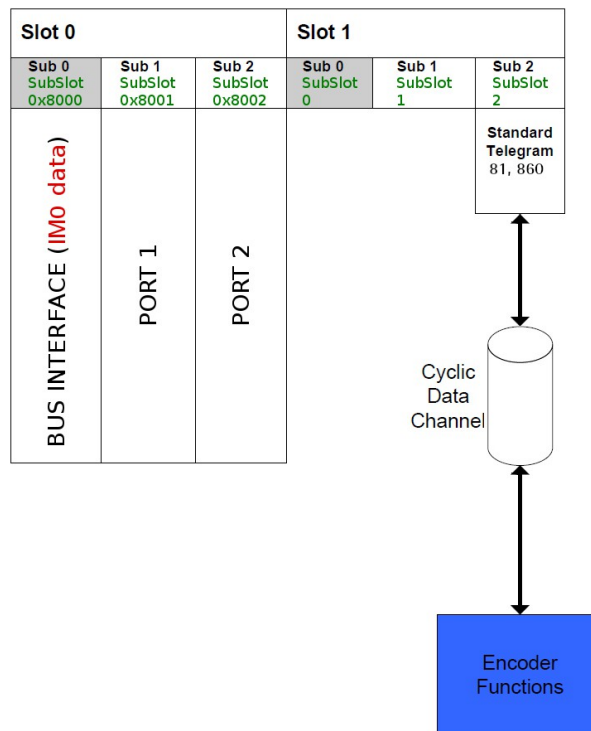 Slot 0
Slot 1
Sub 0
SubSlot
0x8000
Sub 1
SubSlot
0x8001
Sub 2
SubSlot
0x8002
Sub 0
SubSlot
0
Sub 1
SubSlot
1
Sub 2
SubSlot
2
BUS INTERFACE (IM0 data)
PORT 1
PORT 2
Standard
Telegram
81, 860
Cyclic
Data
Channel
Encoder
Functions